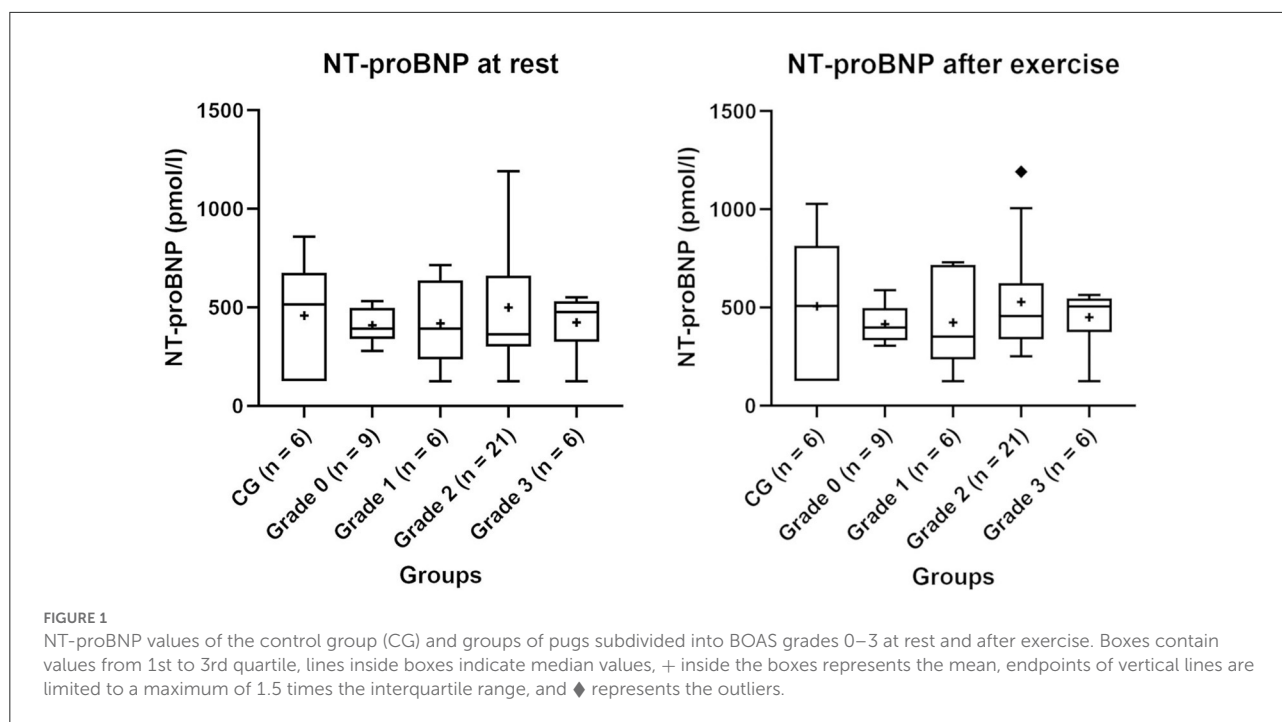 NT-proBNP at rest
NT-proBNP (pmol/l)
1500
1000
500
0
CG (n = 6)
Grade 0 (n = 9)
Grade 1 (n = 6)
Grade 2 (n = 21)
Grade 3 (n = 6)
Groups
NT-proBNP after exercise
NT-proBNP (pmol/l)
1500
1000
500
0
CG (n = 6)
Grade 0 (n = 9)
Grade 1 (n = 6)
Grade 2 (n = 21)
Grade 3 (n = 6)
Groups
FIGURE 1
NT-proBNP values of the control group (CG) and groups of pugs subdivided into BOAS grades 0–3 at rest and after exercise. Boxes contain
values from 1st to 3rd quartile, lines inside boxes indicate median values, + inside the boxes represents the mean, endpoints of vertical lines are
limited to a maximum of 1.5 times the interquartile range, and ◆ represents the outliers.